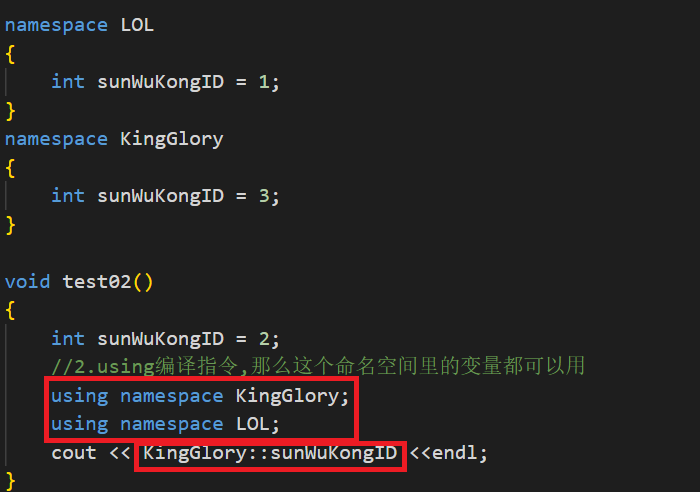 namespace LOL
{
int sunWuKongID = 1;
}
namespace KingGlory
{
int sunWuKongID = 3;
}
void test02()
{
int sunWuKongID = 2;
//2.using编译指令,那么这个命名空间里的变量都可以用
using namespace KingGlory;
using namespace LOL;
cout << KingGlory::sunWuKongID <<endl;
}